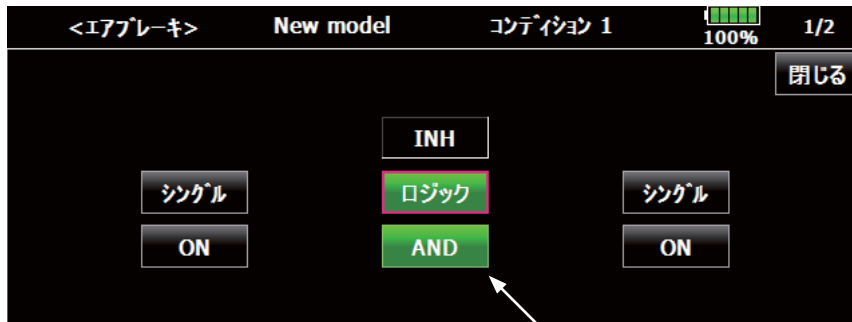 <エアブレーキ> New model コンディション 1 100% 1/2
閉じる
INH
シングル ロジック シングル
ON AND ON